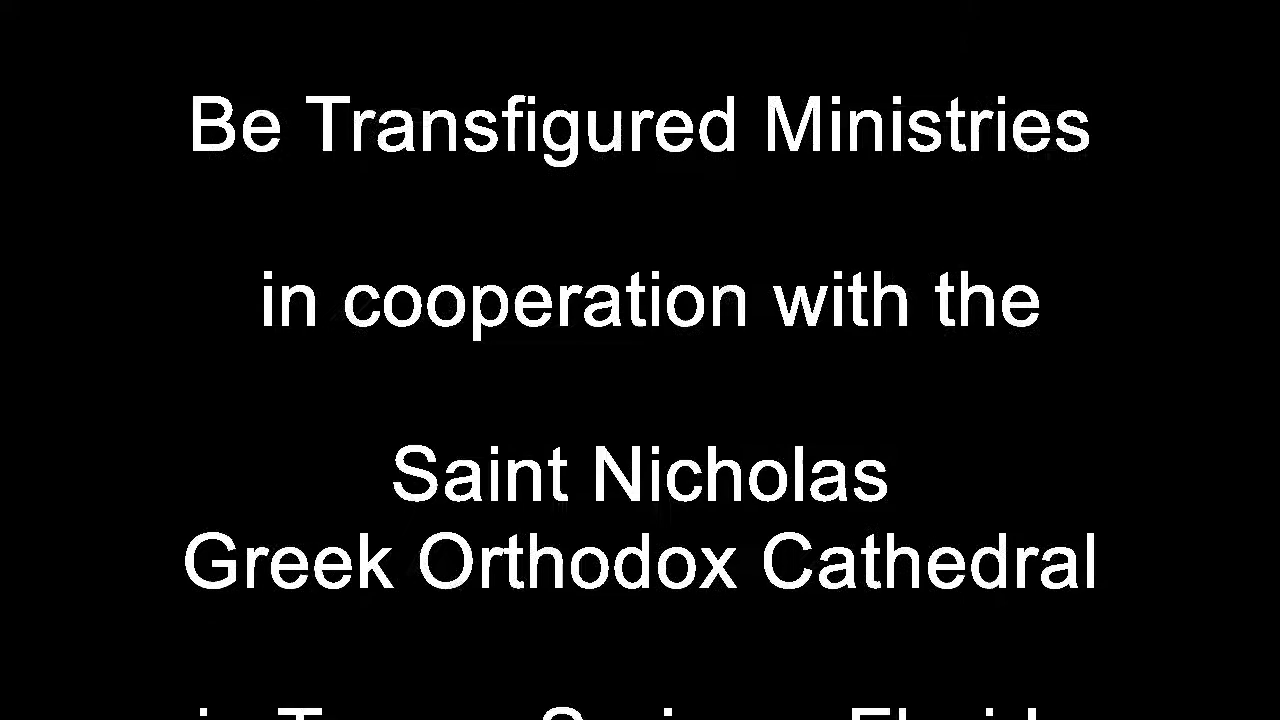 Be Transfigured Ministries
in cooperation with the
Saint Nicholas
Greek Orthodox Cathedral